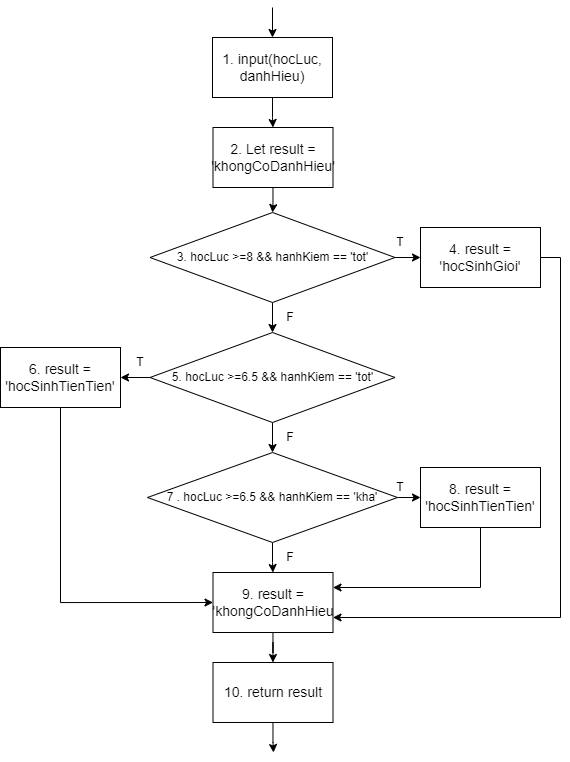 1. input(hocLuc,
danhHieu)
2. Let result =
'khongCoDanhHieu'
3. hocLuc >=8 && hanhKiem == 'tot'
T
4. result =
'hocSinhGioi'
F
6. result =
'hocSinhTienTien'
T
5. hocLuc >=6.5 && hanhKiem == 'tot'
F
7 . hocLuc >=6.5 && hanhKiem == 'kha'
T
8. result =
'hocSinhTienTien'
F
9. result =
'khongCoDanhHieu
10. return result